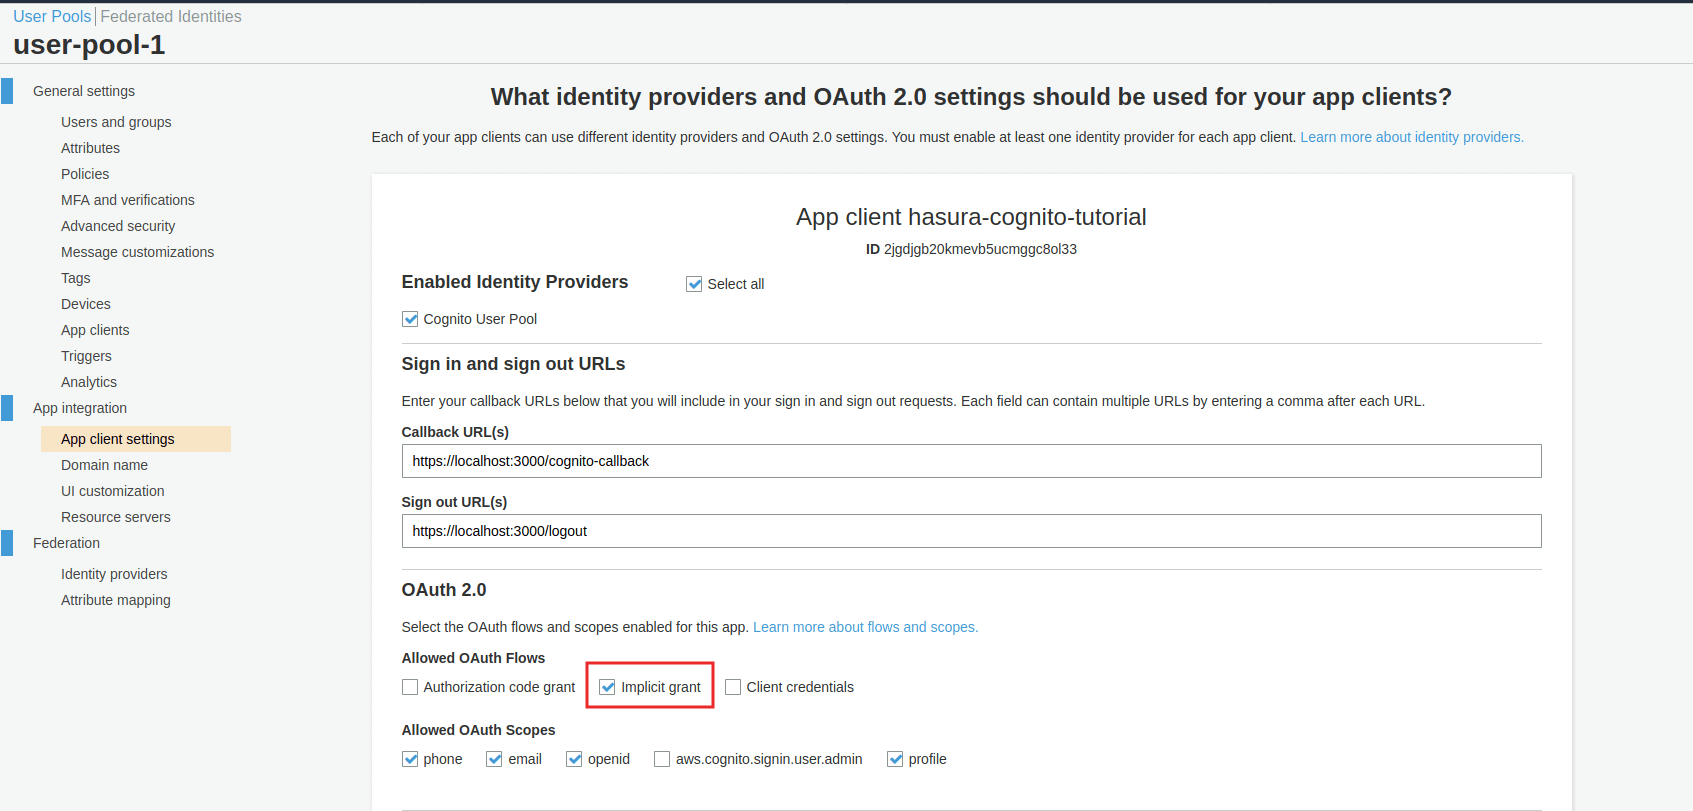 User Pools | Federated Identities
user-pool-1
General settings
Users and groups
Attributes
Policies
MFA and verifications
Advanced security
Message customizations
Tags
Devices
App clients
Triggers
Analytics
App integration
App client settings
Domain name
UI customization
Resource servers
Federation
Identity providers
Attribute mapping
What identity providers and OAuth 2.0 settings should be used for your app clients?
Each of your app clients can use different identity providers and OAuth 2.0 settings. You must enable at least one identity provider for each app client. Learn more about identity providers.
App client hasura-cognito-tutorial
ID 2jgdjgb20kmevb5ucmggc8ol33
Enabled Identity Providers Select all
Cognito User Pool
Sign in and sign out URLs
Enter your callback URLs below that you will include in your sign in and sign out requests. Each field can contain multiple URLs by entering a comma after each URL.
Callback URL(s)
https://localhost:3000/cognito-callback
Sign out URL(s)
https://localhost:3000/logout
OAuth 2.0
Select the OAuth flows and scopes enabled for this app. Learn more about flows and scopes.
Allowed OAuth Flows
Authorization code grant Implicit grant Client credentials
Allowed OAuth Scopes
phone email openid aws.cognito.signin.user.admin profile